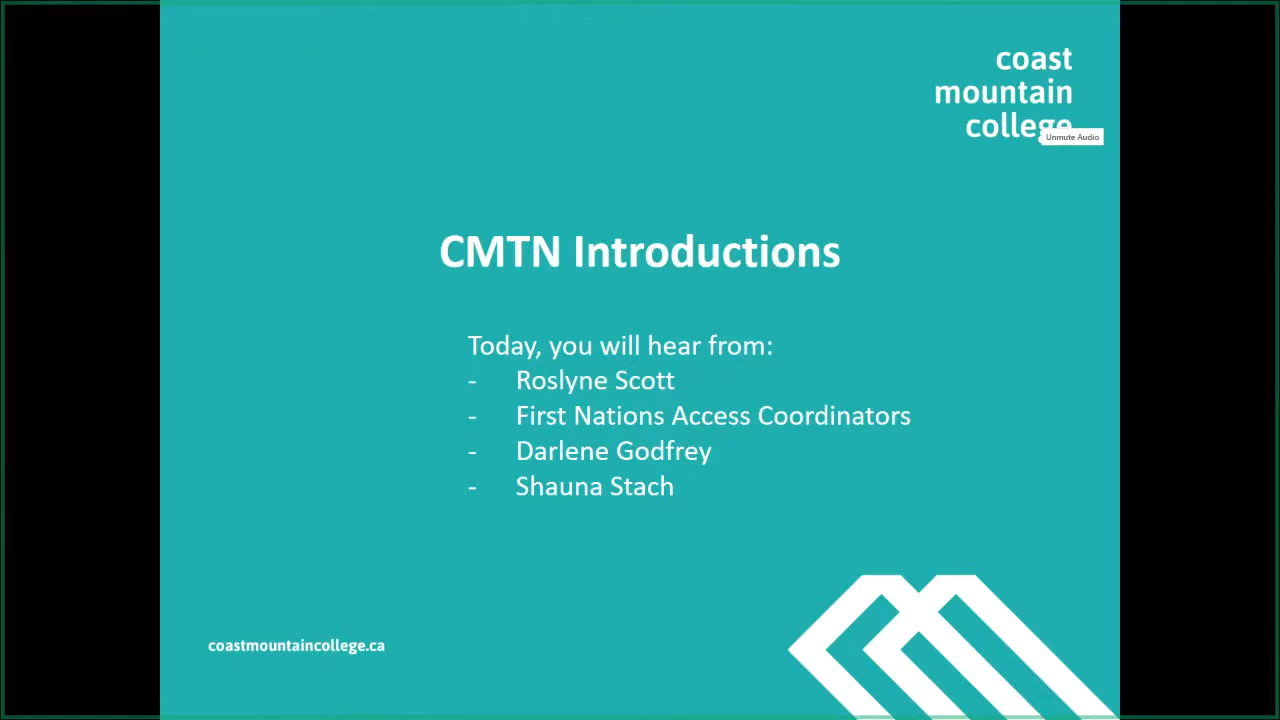 coast
mountain
college
Unmute Audio
CMTN Introductions
Today, you will hear from:
- Roslyne Scott
- First Nations Access Coordinators
- Darlene Godfrey
- Shauna Stach
coastmountaincollege.ca